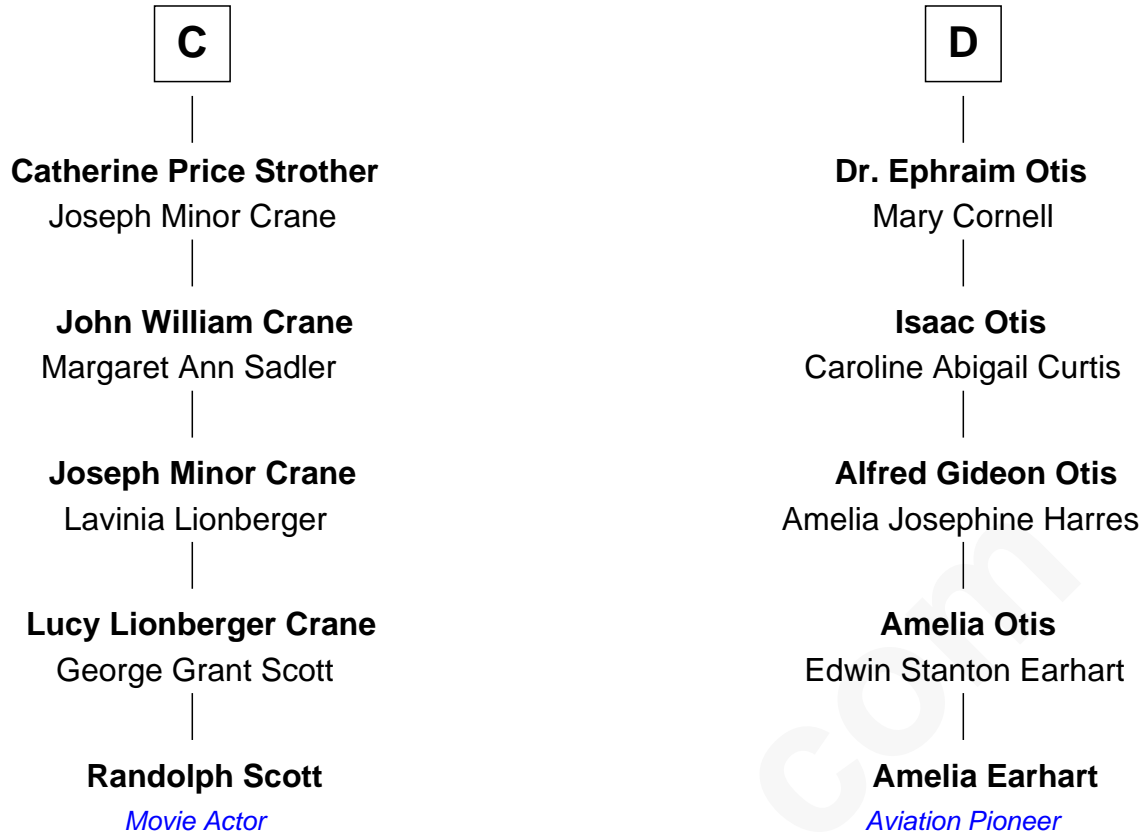 C
Catherine Price Strother
Joseph Minor Crane
John William Crane
Margaret Ann Sadler
Joseph Minor Crane
Lavinia Lionberger
Lucy Lionberger Crane
George Grant Scott
Randolph Scott
Movie Actor
D
Dr. Ephraim Otis
Mary Cornell
Isaac Otis
Caroline Abigail Curtis
Alfred Gideon Otis
Amelia Josephine Harres
Amelia Otis
Edwin Stanton Earhart
Amelia Earhart
Aviation Pioneer
com